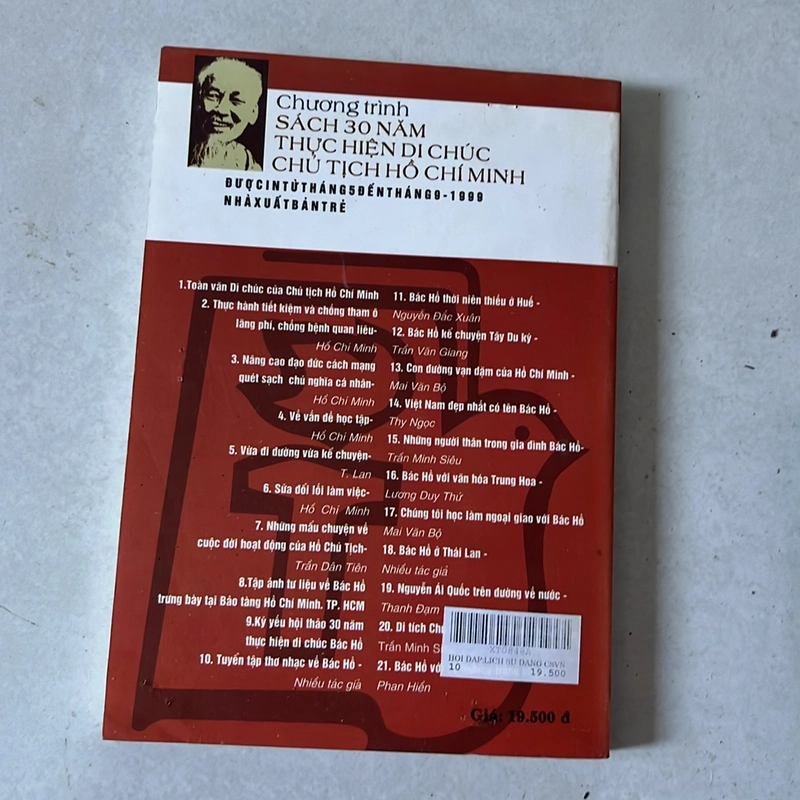 Chương trình
SÁCH 30 NĂM
THỰC HIỆN DI CHÚC
CHỦ TỊCH HỒ CHÍ MINH
ĐƯỢC IN TỪ THÁNG 5 ĐẾN THÁNG 9 - 1999
NHÀ XUẤT BẢN TRẺ
1.Toàn văn Di chúc của Chủ tịch Hồ Chí Minh
2. Thực hành tiết kiệm và chống tham ô
lãng phí, chống bệnh quan liêu-
Hồ Chí Minh
3. Nâng cao đạo đức cách mạng
quét sạch chủ nghĩa cá nhân-
Hồ Chí Minh
4. Về vấn đề học tập-
Hồ Chí Minh
5. Vừa đi đường vừa kể chuyện-
T. Lan
6. Sửa đổi lối làm việc-
Hồ Chí Minh
7. Những mẩu chuyện về
cuộc đời hoạt động của Hồ Chủ Tịch-
Trần Dân Tiên
8.Tập ảnh tư liệu về Bác Hồ
trưng bày tại Bảo tàng Hồ Chí Minh. TP. HCM
9.Kỷ yếu hội thảo 30 năm
thực hiện di chúc Bác Hồ
10. Tuyển tập thơ nhạc về Bác Hồ -
Nhiều tác giả
11. Bác Hồ thời niên thiếu ở Huế -
Nguyễn Đắc Xuân
12. Bác Hồ kể chuyện Tây Du ký -
Trần Văn Giang
13. Con đường vạn dặm của Hồ Chí Minh -
Mai Văn Bộ
14. Việt Nam đẹp nhất có tên Bác Hồ -
Thy Ngọc
15. Những người thân trong gia đình Bác Hồ-
Trần Minh Siêu
16. Bác Hồ với văn hóa Trung Hoa -
Lương Duy Thứ
17. Chúng tôi học làm ngoại giao với Bác Hồ
Mai Văn Bộ
18. Bác Hồ ở Thái Lan -
Nhiều tác giả
19. Nguyễn Ái Quốc trên đường về nước -
Thanh Đạm
20. Di tích
Trần Minh
21. Bác Hồ
Phan Hiền
XT0848A
HOI DAP:LICH SU DANG CSVN
10 19.500
Giá: 19.500 đ